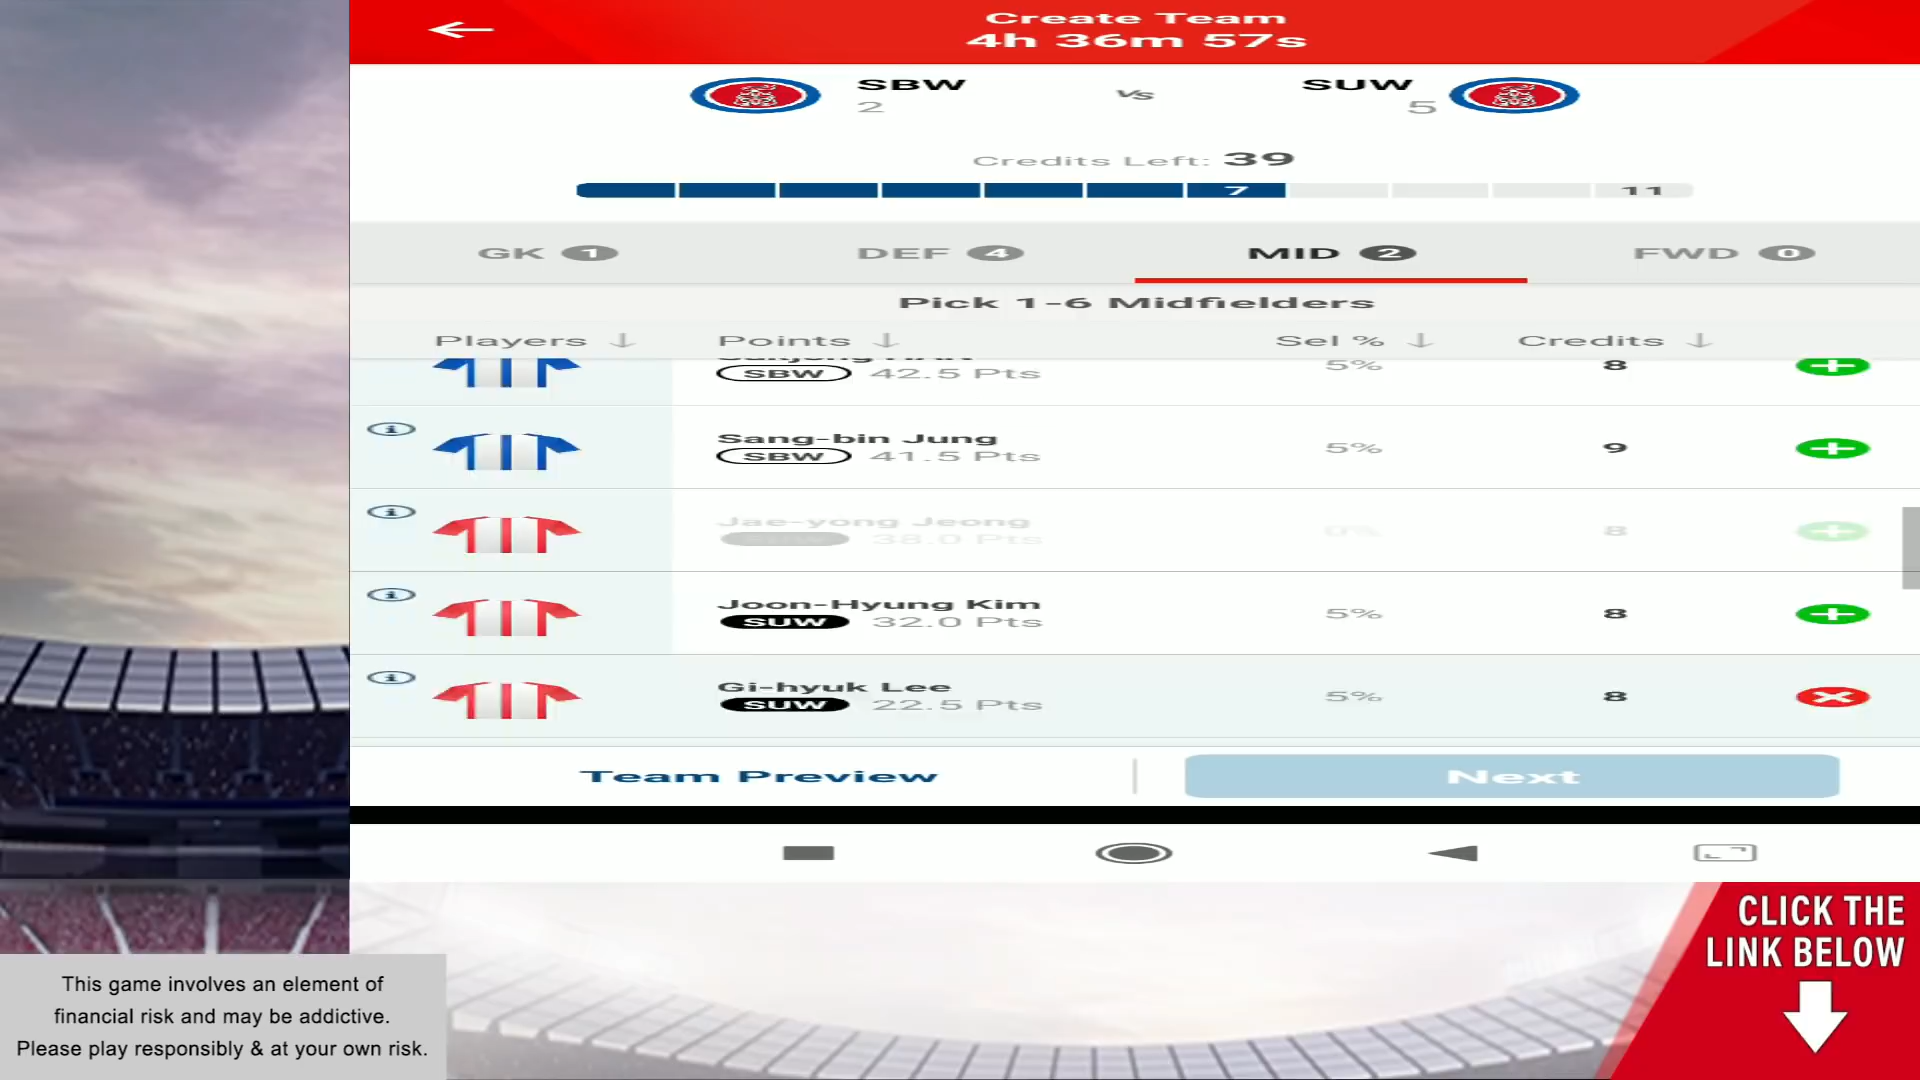 Create Team
4h 36m 57s
SBW
2
vs
SUW
5
Credits Left: 39
7
11
GK 1
DEF 4
MID 2
FWD 0
Pick 1-6 Midfielders
Players ↓ Points ↓ Sel % ↓ Credits ↓
SBW 42.5 Pts 5% 8
Sang-bin Jung
SBW 41.5 Pts 5% 9
Jae-yong Jeong
38.0 Pts 0% 8
Joon-Hyung Kim
SUW 32.0 Pts 5% 8
Gi-hyuk Lee
SUW 22.5 Pts 5% 8
Team Preview
Next
CLICK THE
LINK BELOW
This game involves an element of
financial risk and may be addictive.
Please play responsibly & at your own risk.